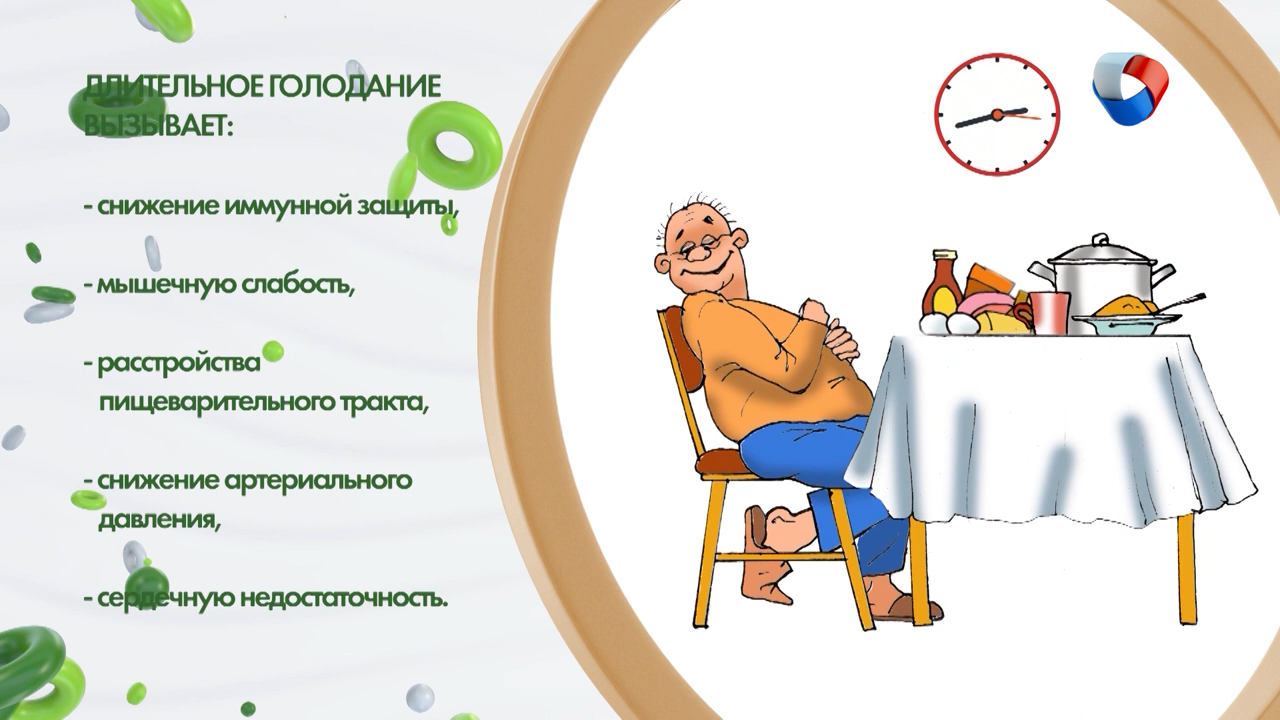 ДЛИТЕЛЬНОЕ ГОЛОДАНИЕ
ВЫЗЫВАЕТ:
- снижение иммунной защиты,
- мышечную слабость,
- расстройства
пищеварительного тракта,
- снижение артериального
давления,
- сердечную недостаточность.